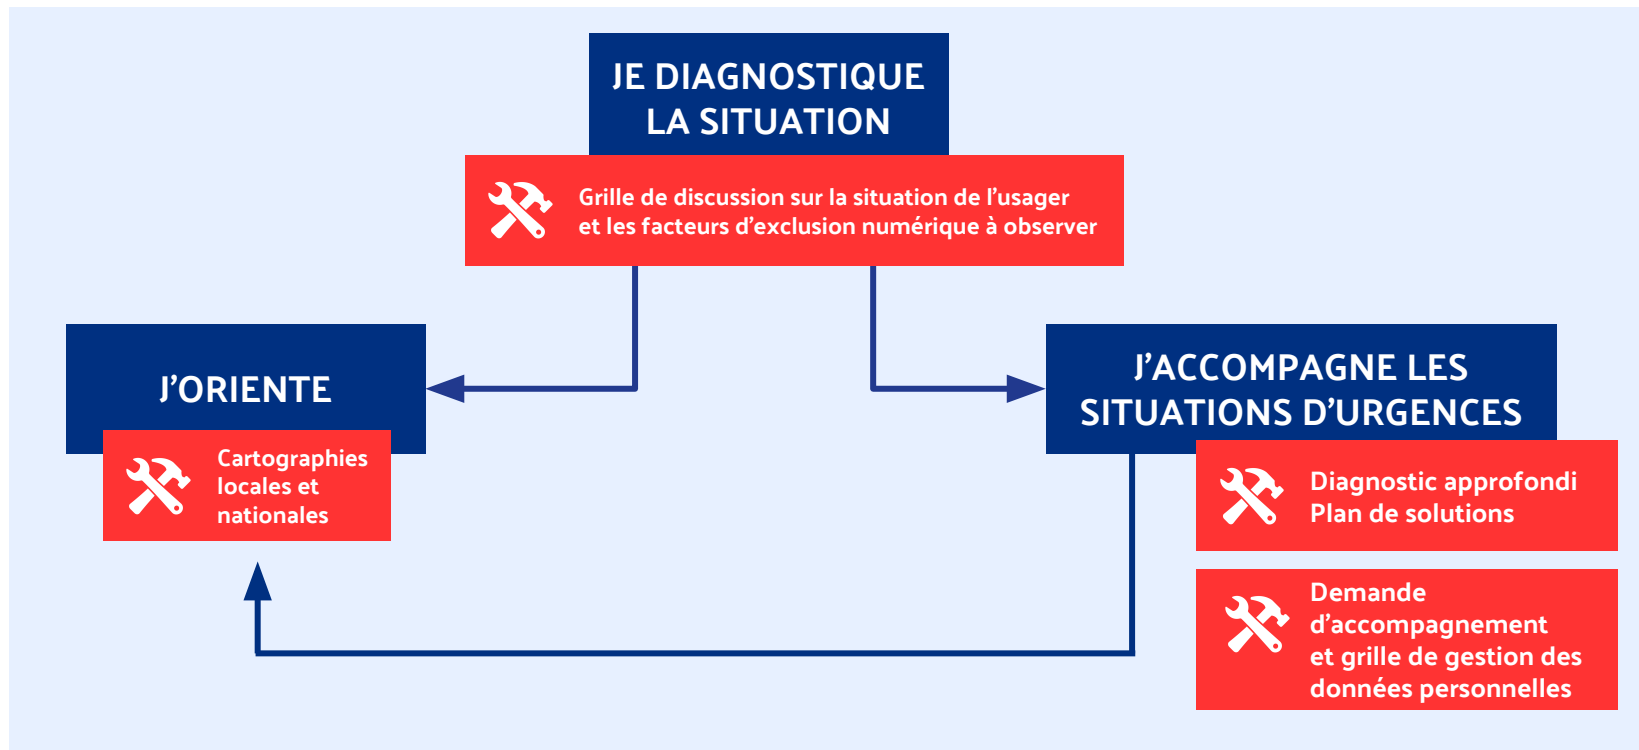 JE DIAGNOSTIQUE
LA SITUATION
Grille de discussion sur la situation de l’usager
et les facteurs d’exclusion numérique à observer
J’ORIENTE
Cartographies
locales et
nationales
J’ACCOMPAGNE LES
SITUATIONS D’URGENCES
Diagnostic approfondi
Plan de solutions
Demande
d’accompagnement
et grille de gestion des
données personnelles